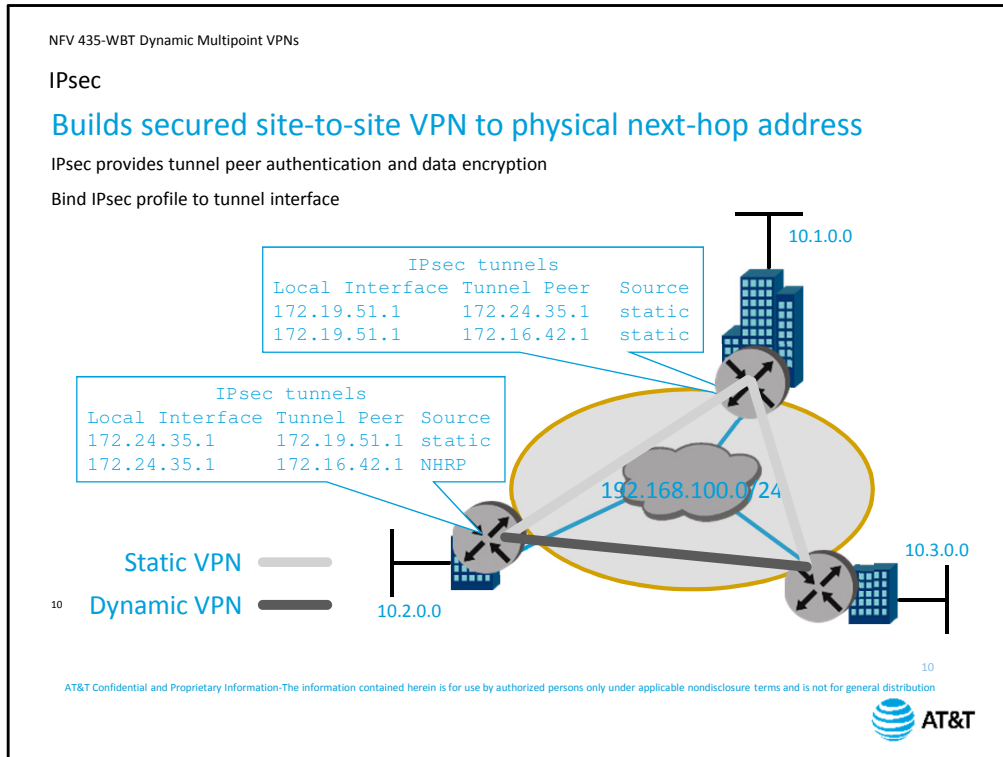 NFV 435-WBT Dynamic Multipoint VPNs
IPsec
Builds secured site-to-site VPN to physical next-hop address
IPsec provides tunnel peer authentication and data encryption
Bind IPsec profile to tunnel interface
10.1.0.0
IPsec tunnels
Local Interface Tunnel Peer Source
172.19.51.1 172.24.35.1 static
172.19.51.1 172.16.42.1 static
IPsec tunnels
Local Interface Tunnel Peer Source
172.24.35.1 172.19.51.1 static
172.24.35.1 172.16.42.1 NHRP
192.168.100.0/24
Static VPN
10.3.0.0
Dynamic VPN
10.2.0.0
10
10
AT&T Confidential and Proprietary Information-The information contained herein is for use by authorized persons only under applicable nondisclosure terms and is not for general distribution
AT&T